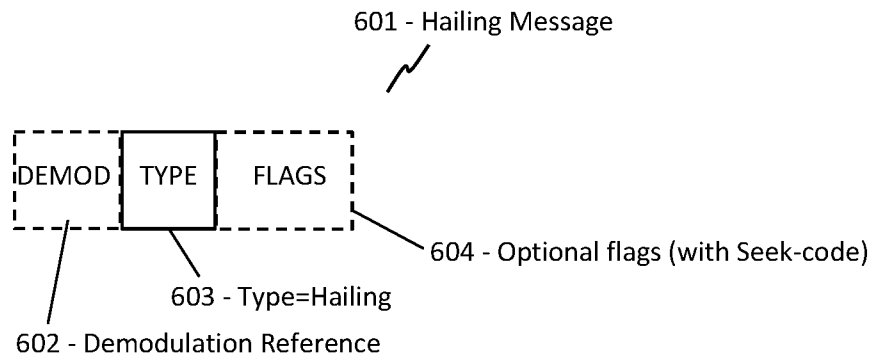 601 - Hailing Message
DEMOD TYPE FLAGS
604 - Optional flags (with Seek-code)
603 - Type=Hailing
602 - Demodulation Reference